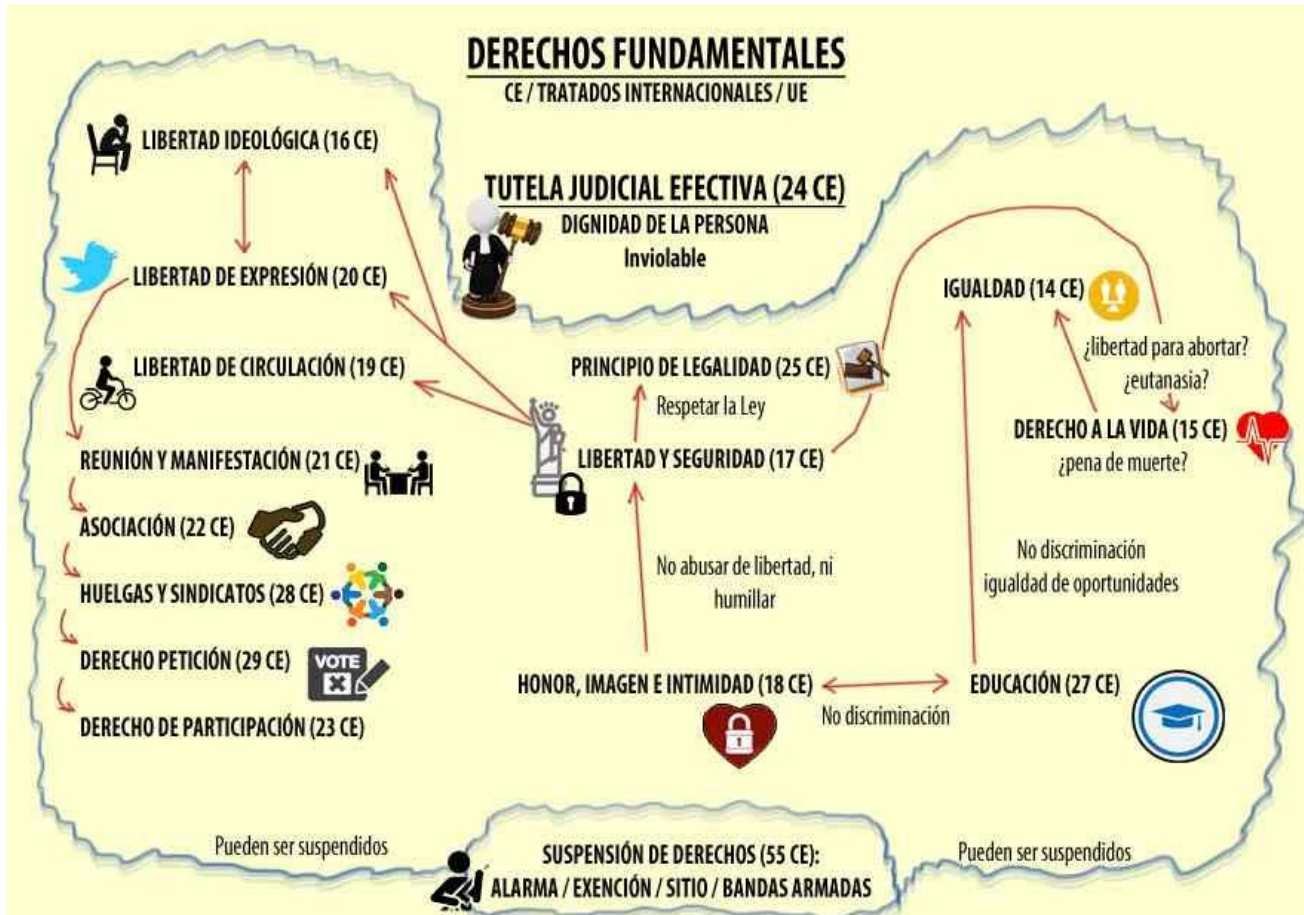 DERECHOS FUNDAMENTALES
CE / TRATADOS INTERNACIONALES / UE
LIBERTAD IDEOLÓGICA (16 CE)
TUTELA JUDICIAL EFECTIVA (24 CE)
DIGNIDAD DE LA PERSONA
Inviolable
LIBERTAD DE EXPRESIÓN (20 CE)
LIBERTAD DE CIRCULACIÓN (19 CE)
REUNIÓN Y MANIFESTACIÓN (21 CE)
ASOCIACIÓN (22 CE)
HUELGAS Y SINDICATOS (28 CE)
DERECHO PETICIÓN (29 CE)
VOTE
DERECHO DE PARTICIPACIÓN (23 CE)
PRINCIPIO DE LEGALIDAD (25 CE)
Respetar la Ley
LIBERTAD Y SEGURIDAD (17 CE)
No abusar de libertad, ni
humillar
HONOR, IMAGEN E INTIMIDAD (18 CE)
No discriminación
IGUALDAD (14 CE)
¿libertad para abortar?
¿eutanasia?
DERECHO A LA VIDA (15 CE)
¿pena de muerte?
No discriminación
igualdad de oportunidades
EDUCACIÓN (27 CE)
Pueden ser suspendidos
SUSPENSIÓN DE DERECHOS (55 CE):
ALARMA / EXENCIÓN / SITIO / BANDAS ARMADAS
Pueden ser suspendidos